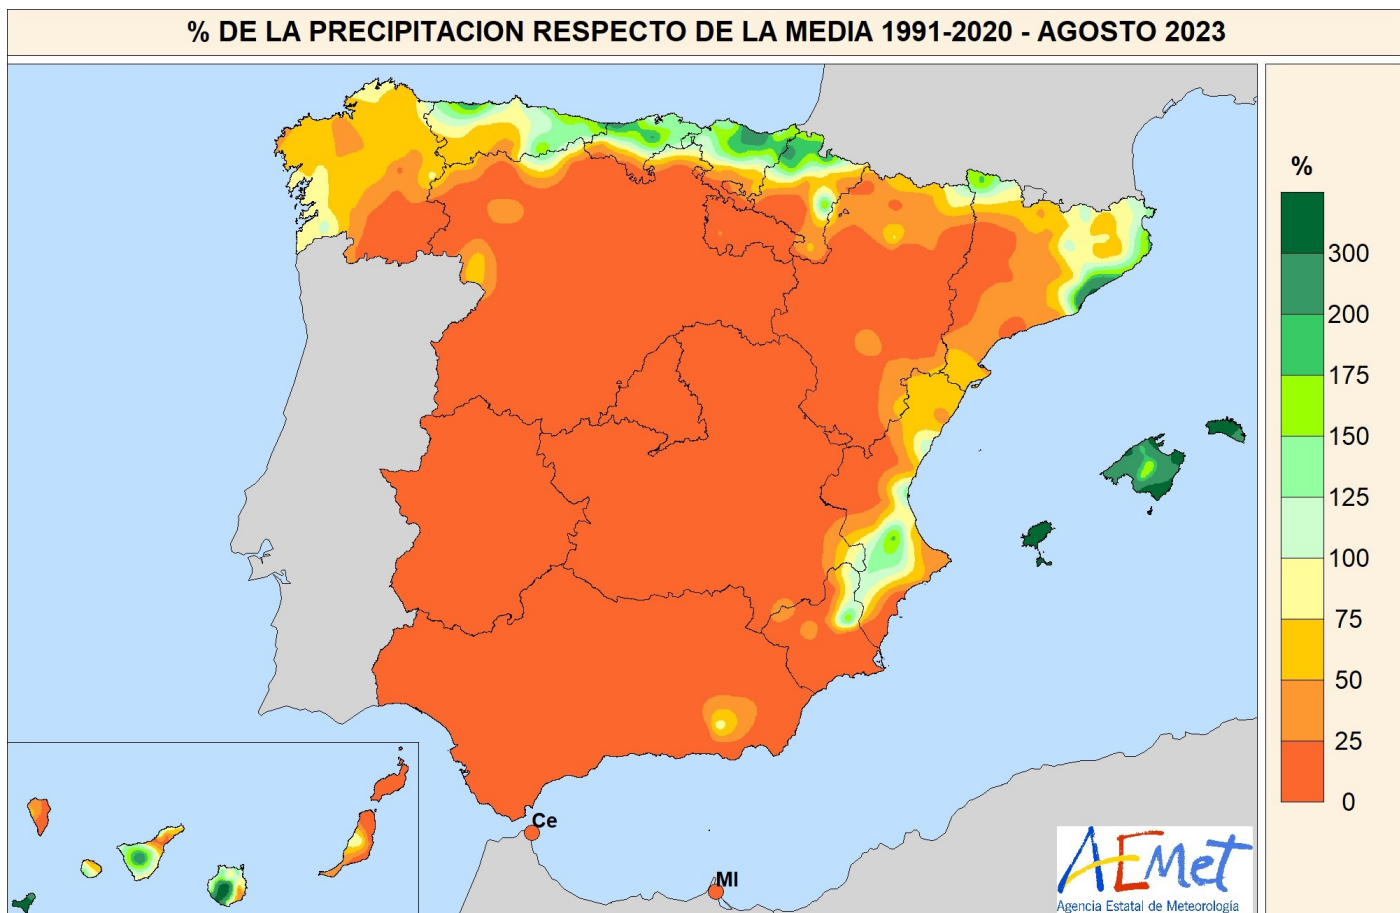 % DE LA PRECIPITACION RESPECTO DE LA MEDIA 1991-2020 - AGOSTO 2023
%
300
200
175
150
125
100
75
50
25
0
Ce
Ml
AEmet
Agencia Estatal de Meteorología